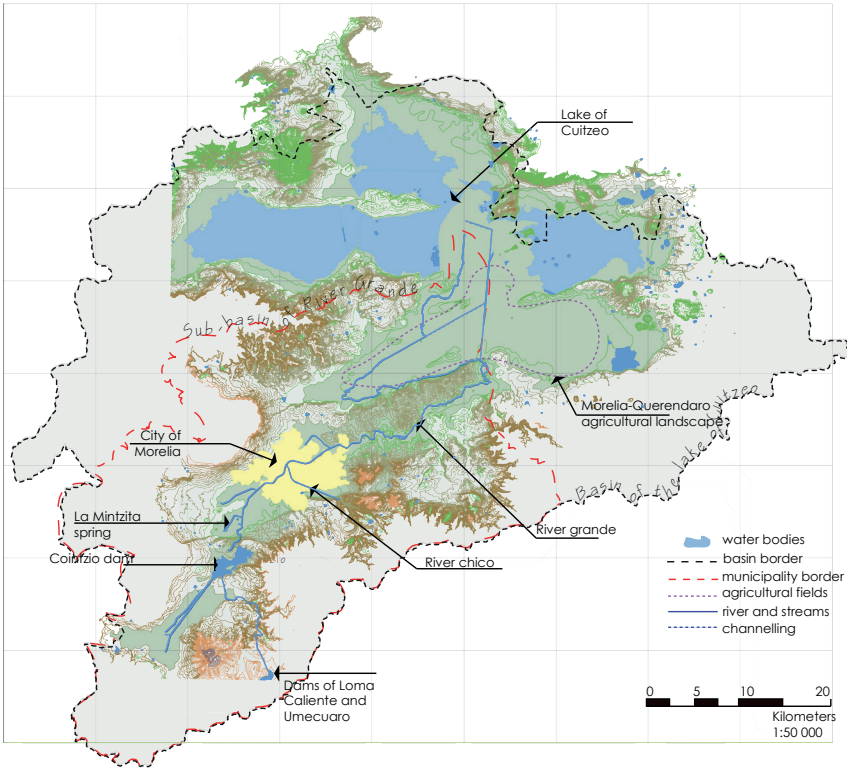 Lake of
Cuitzeo
Sub-basin of River Grande
Morelia-Querendaro
agricultural landscape
Basin of the lake of Cuitzeo
City of
Morelia
La Mintzita
spring
Cointzio dam
River grande
River chico
Dams of Loma
Caliente and
Umecuaro
water bodies
basin border
municipality border
agricultural fields
river and streams
channelling
0 5 10 20
Kilometers
1:50 000